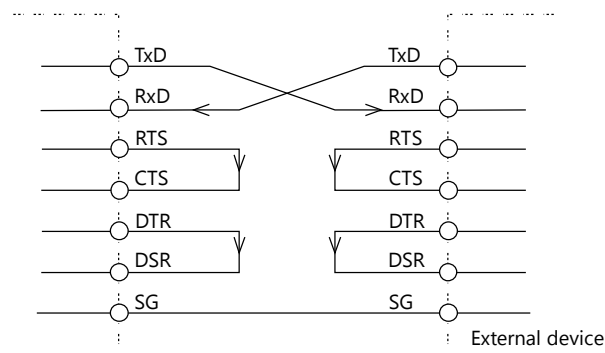 TxD TxD
RxD RxD
RTS RTS
CTS CTS
DTR DTR
DSR DSR
SG SG
External device